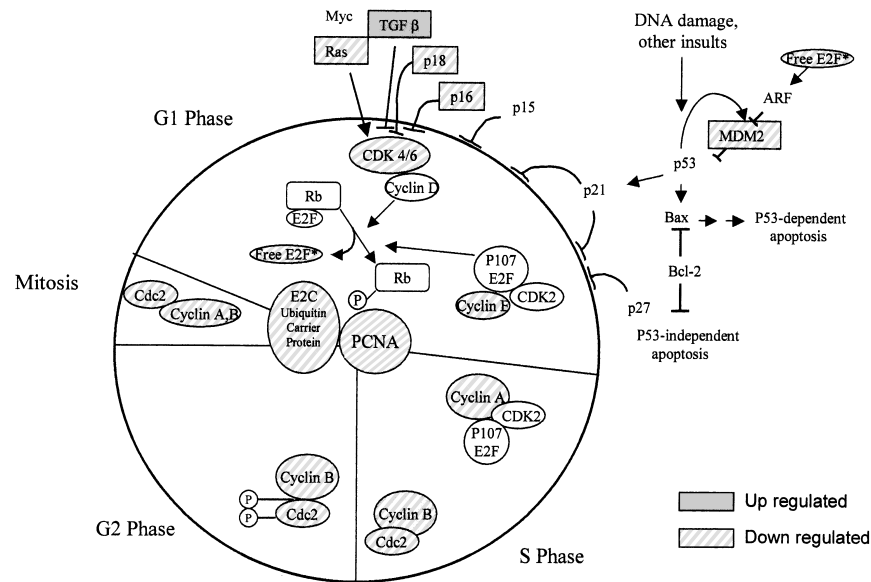 Myc
TGF β
Ras
p18
p16
p15
G1 Phase
CDK 4/6
Cyclin D
Rb
E2F
Free E2F*
Rb
P
P107
E2F
Cyclin E
CDK2
p21
p27
DNA damage,
other insults
Free E2F*
ARF
MDM2
p53
Bax
P53-dependent
apoptosis
Bcl-2
P53-independent
apoptosis
Mitosis
Cdc2
Cyclin A,B
E2C
Ubiquitin
Carrier
Protein
PCNA
Cyclin A
CDK2
P107
E2F
Cyclin B
P
P
Cdc2
G2 Phase
Cyclin B
Cdc2
S Phase
Up regulated
Down regulated